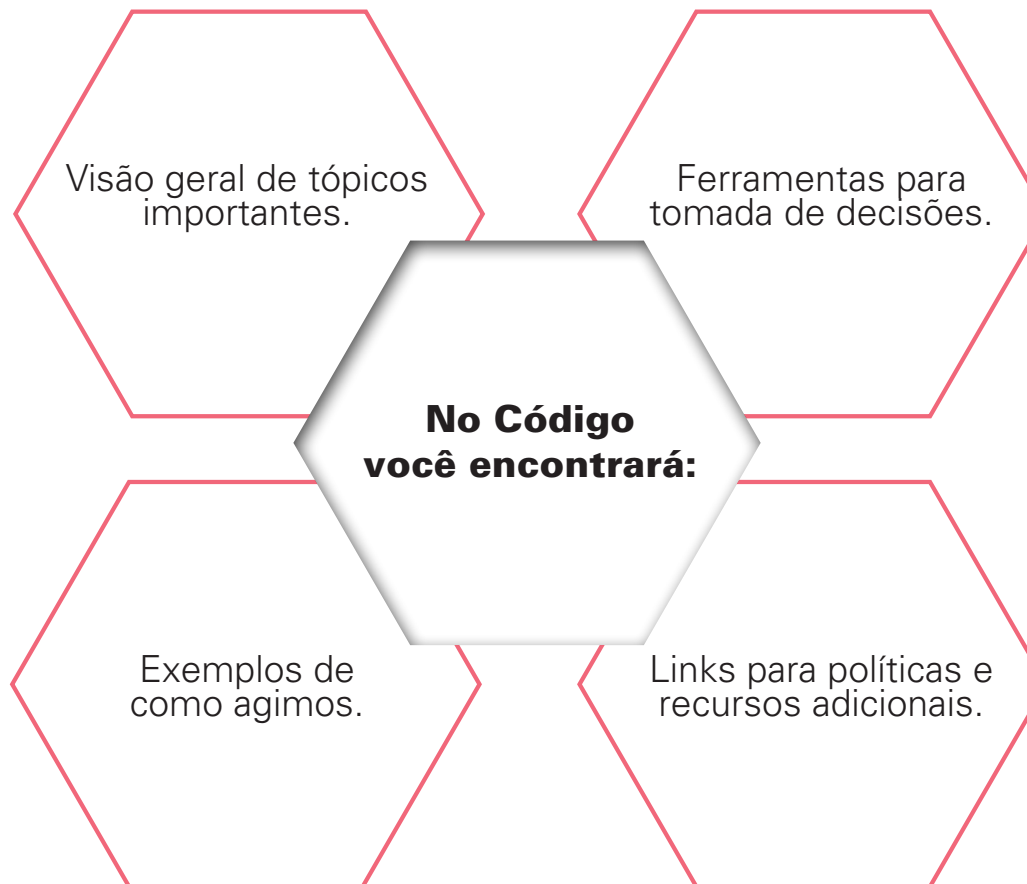 Visão geral de tópicos
importantes.
Ferramentas para
tomada de decisões.
No Código
você encontrará:
Exemplos de
como agimos.
Links para políticas e
recursos adicionais.